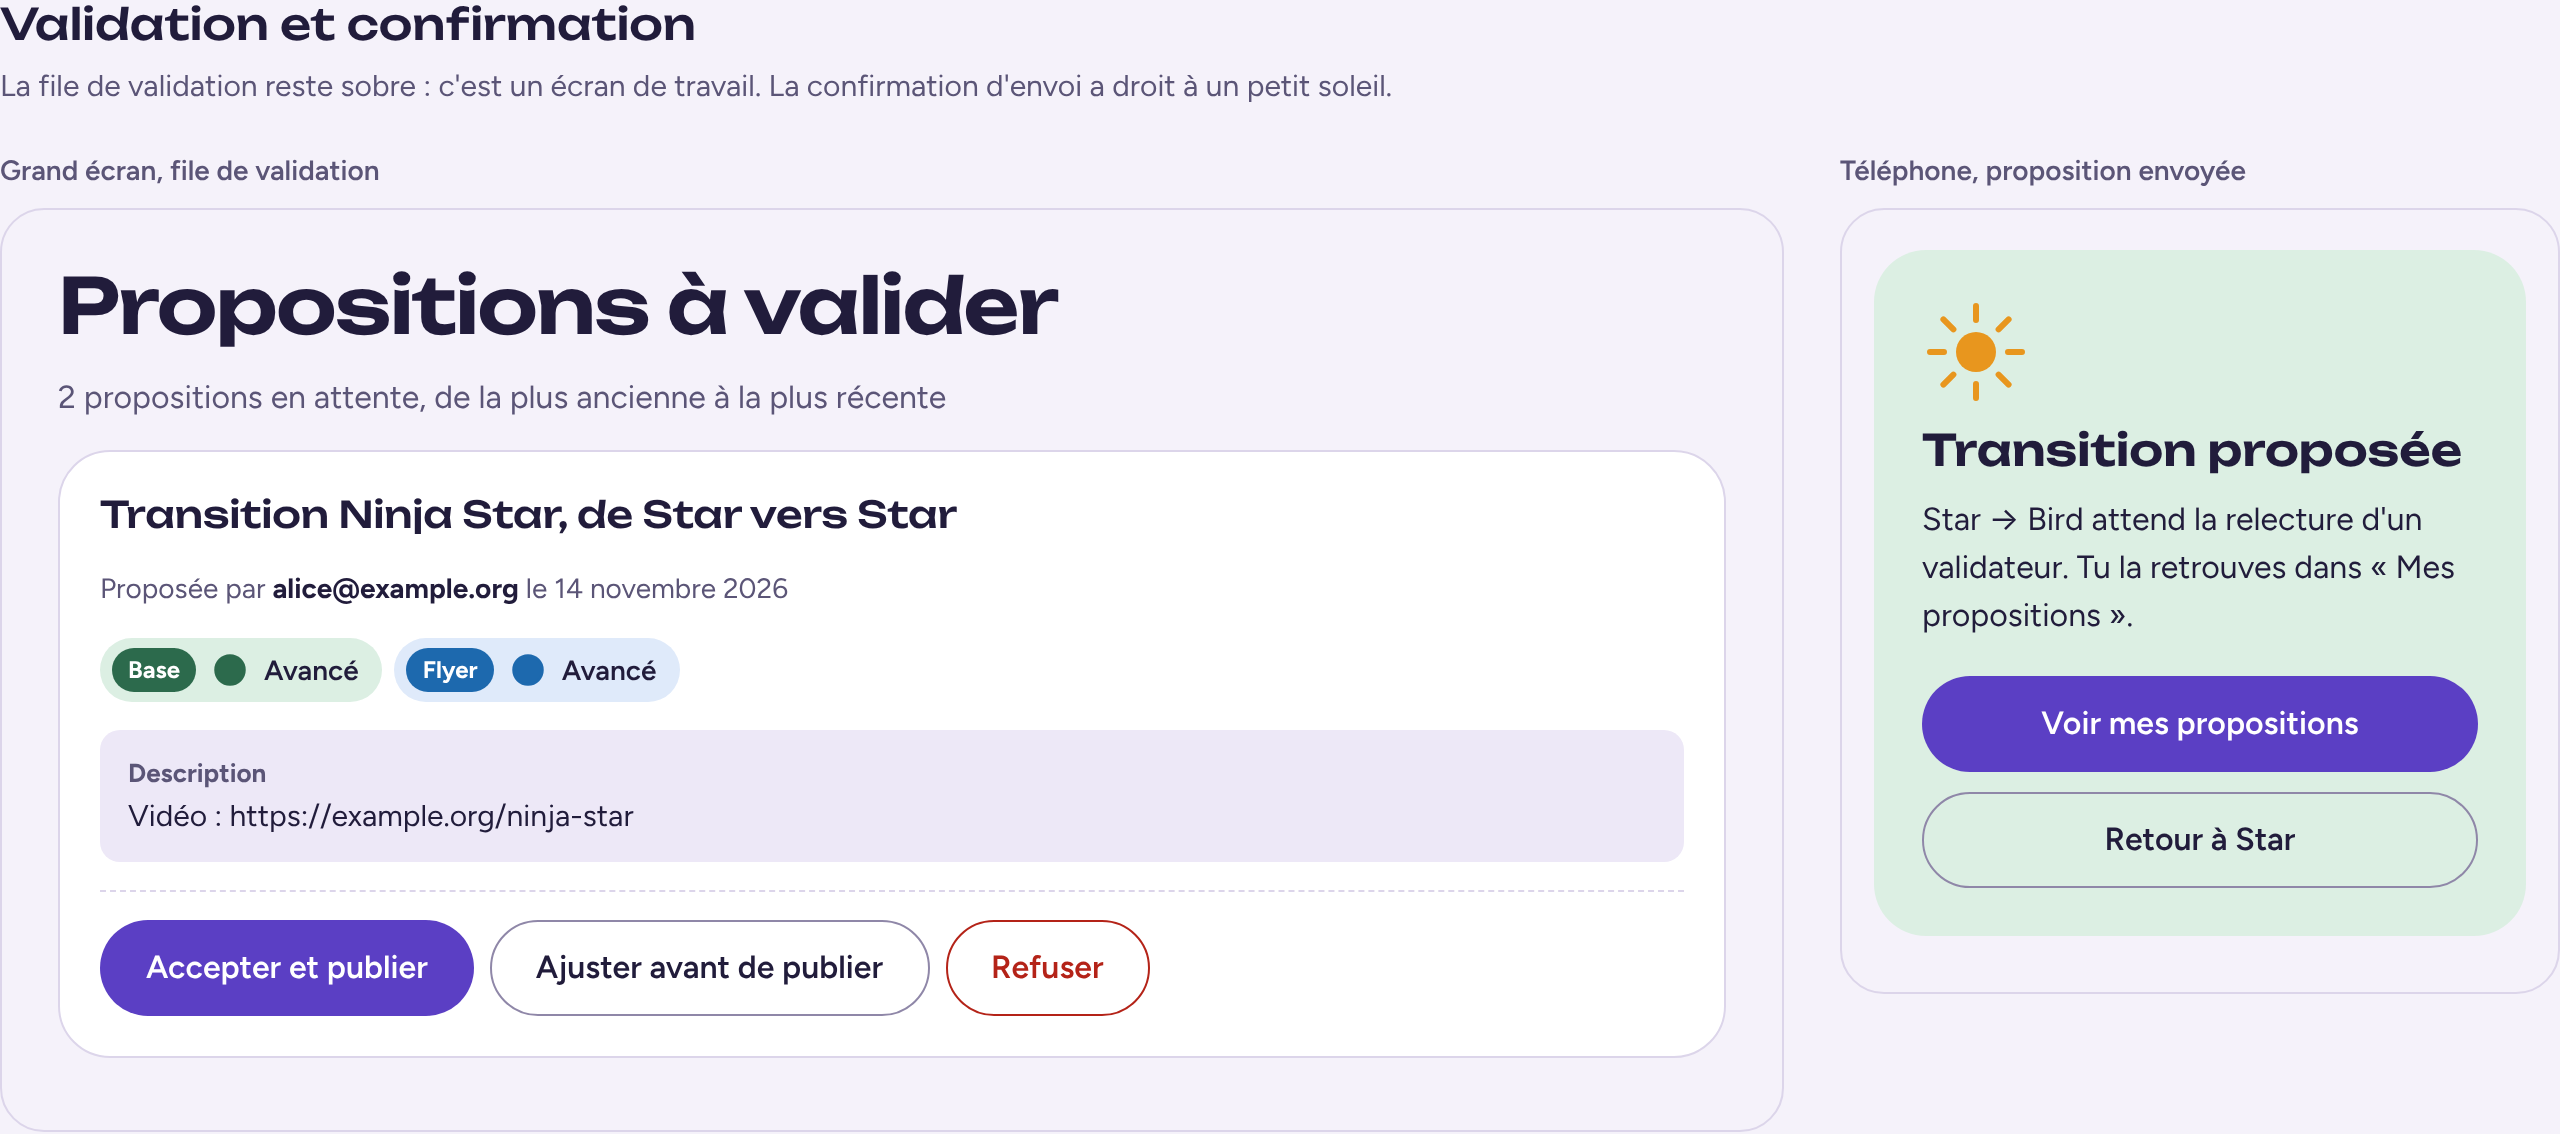 Validation et confirmation
La file de validation reste sobre : c'est un écran de travail. La confirmation d'envoi a droit à un petit soleil.
Grand écran, file de validation
Propositions à valider
2 propositions en attente, de la plus ancienne à la plus récente
Transition Ninja Star, de Star vers Star
Proposée par alice@example.org le 14 novembre 2026
Base Avancé Flyer Avancé
Description
Vidéo : https://example.org/ninja-star
Accepter et publier Ajuster avant de publier Refuser
Téléphone, proposition envoyée
Transition proposée
Star → Bird attend la relecture d'un
validateur. Tu la retrouves dans « Mes
propositions ».
Voir mes propositions
Retour à Star